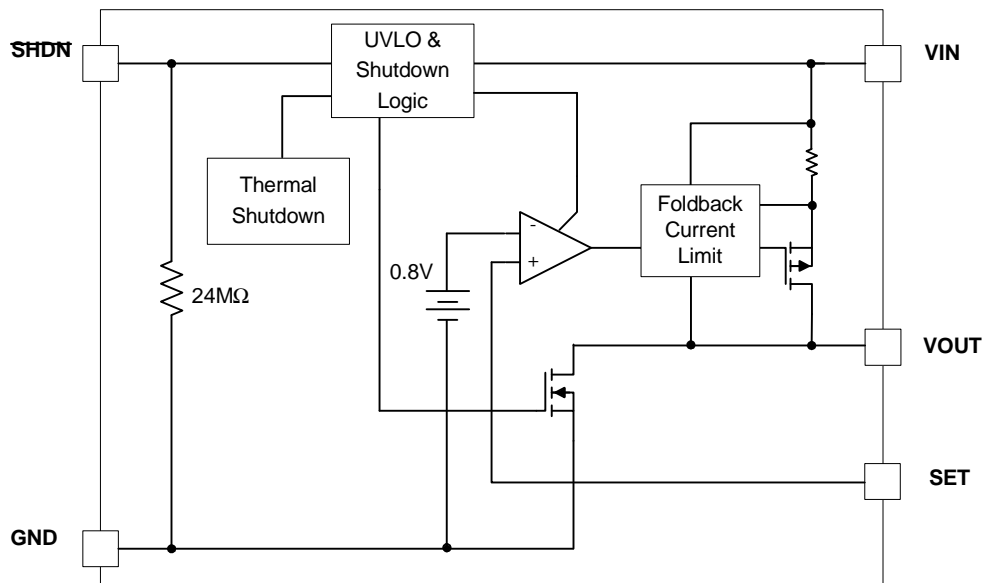 SHDN
UVLO &
Shutdown
Logic
VIN
Thermal
Shutdown
Foldback
Current
Limit
-
+
0.8V
24MΩ
VOUT
SET
GND